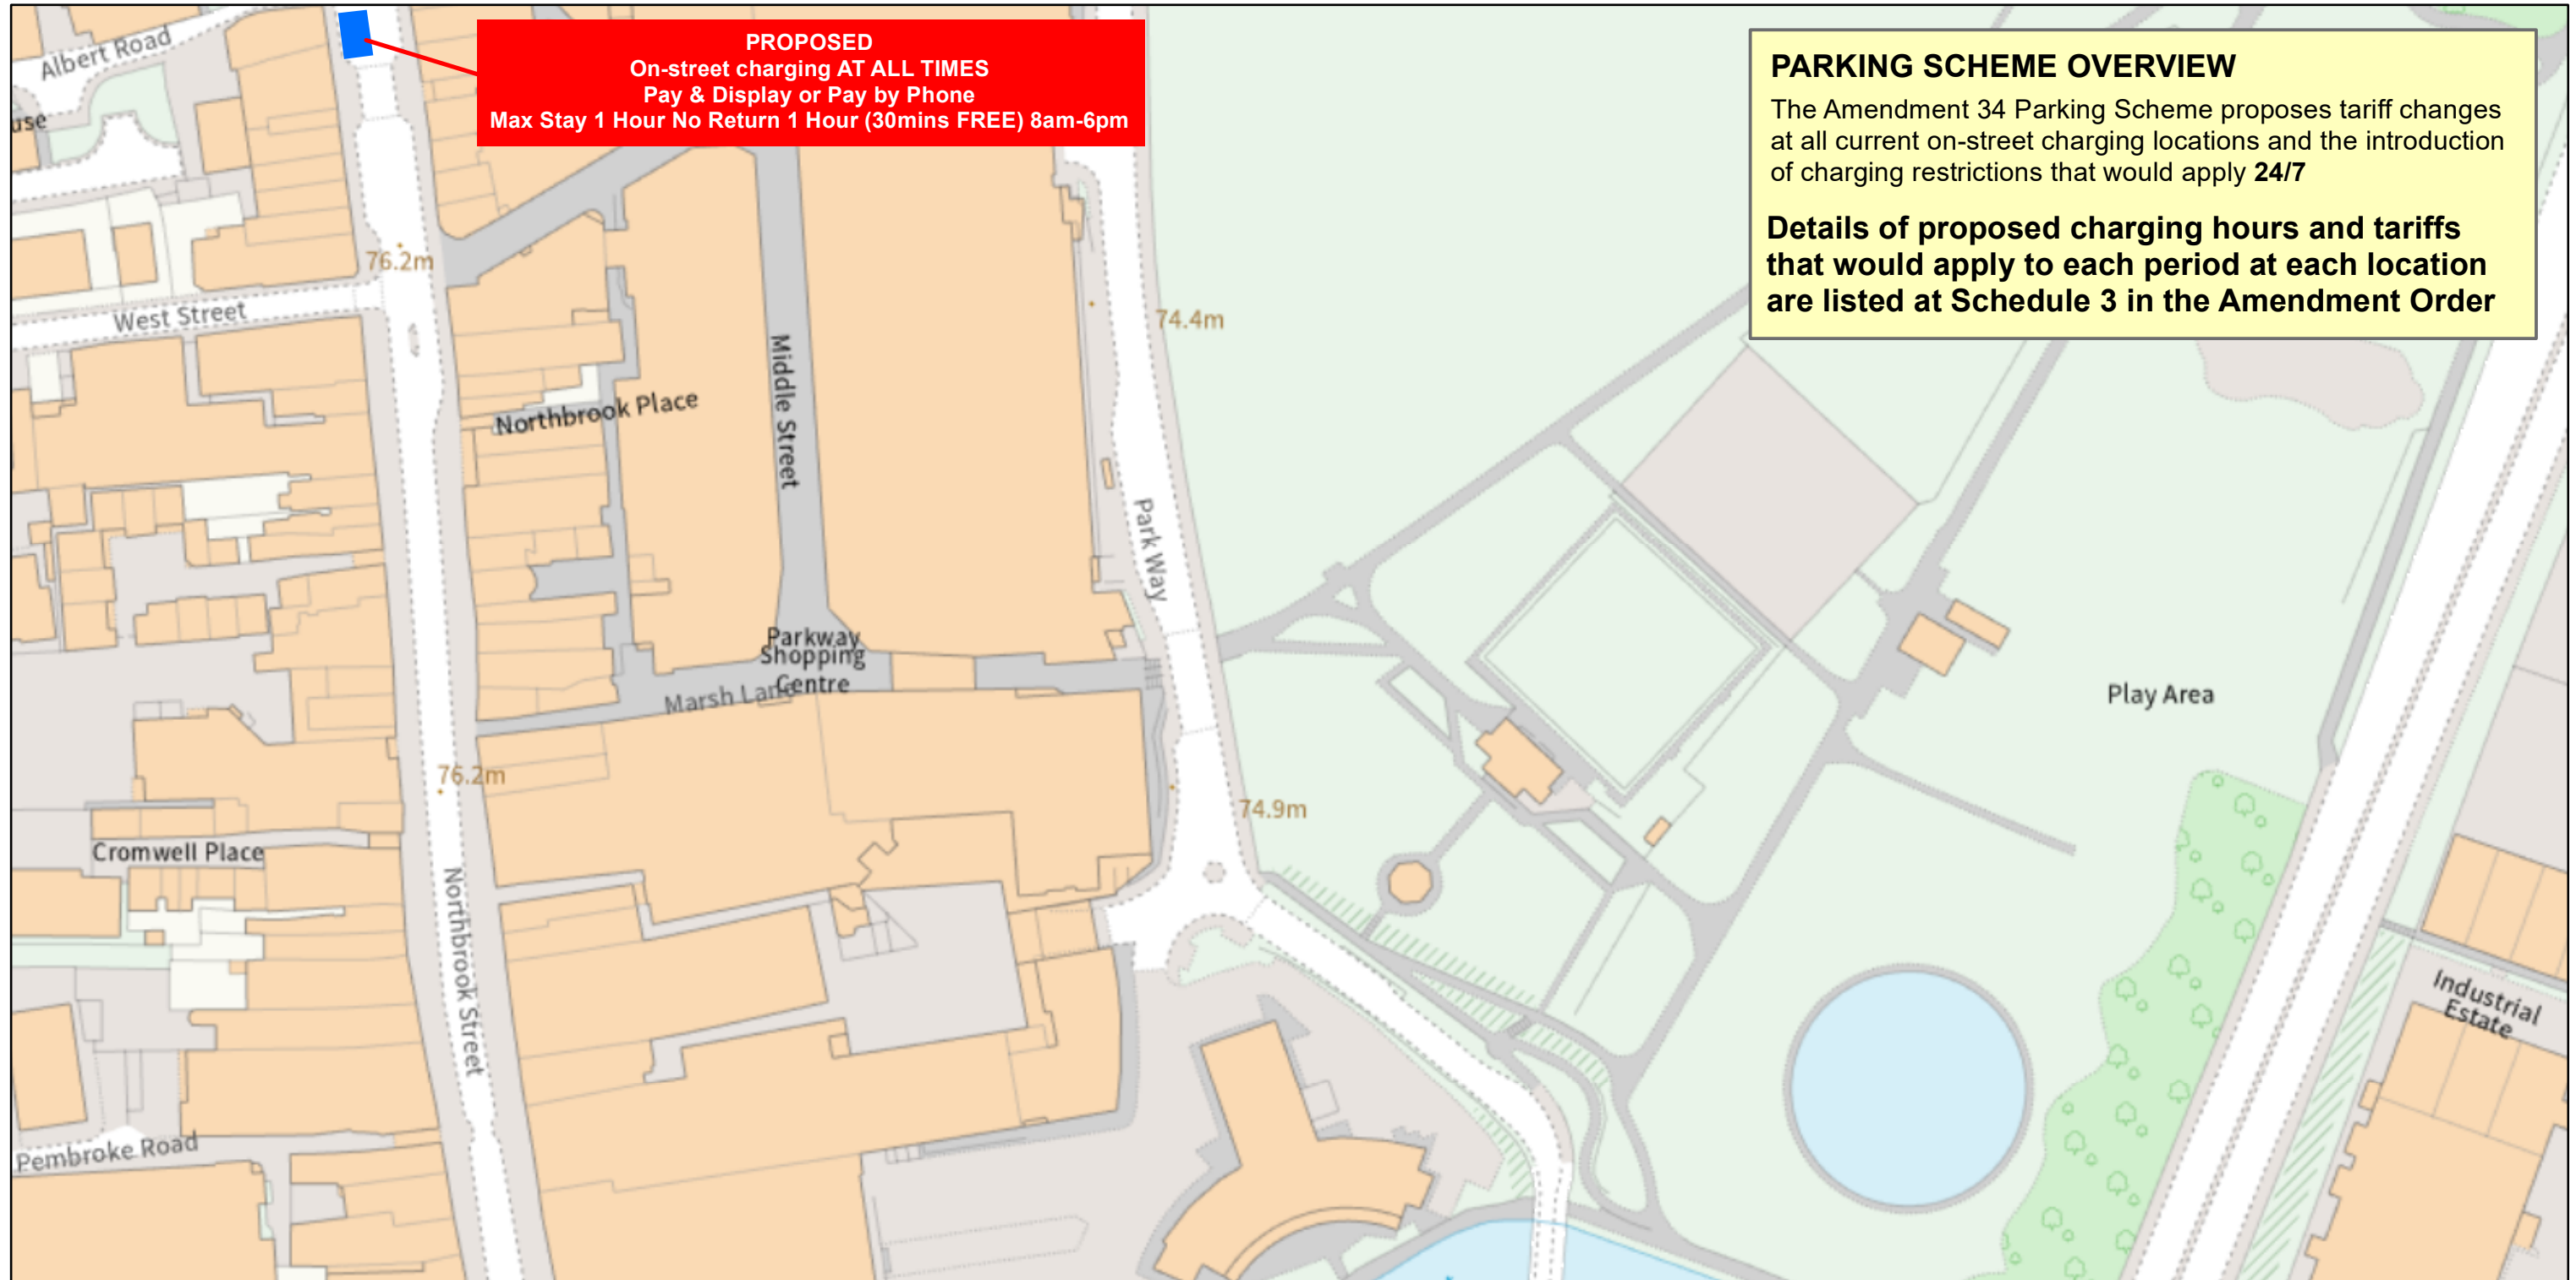 Albert Road
use
PROPOSED
On-street charging AT ALL TIMES
Pay & Display or Pay by Phone
Max Stay 1 Hour No Return 1 Hour (30mins FREE) 8am-6pm
PARKING SCHEME OVERVIEW
The Amendment 34 Parking Scheme proposes tariff changes
at all current on-street charging locations and the introduction
of charging restrictions that would apply 24/7
Details of proposed charging hours and tariffs
that would apply to each period at each location
are listed at Schedule 3 in the Amendment Order
76.2m
West Street
74.4m
Northbrook Place
Middle Street
Park Way
Parkway
Shopping
Centre
Marsh Lane
Play Area
76.2m
74.9m
Cromwell Place
Northbrook Street
Industrial
Estate
Pembroke Road